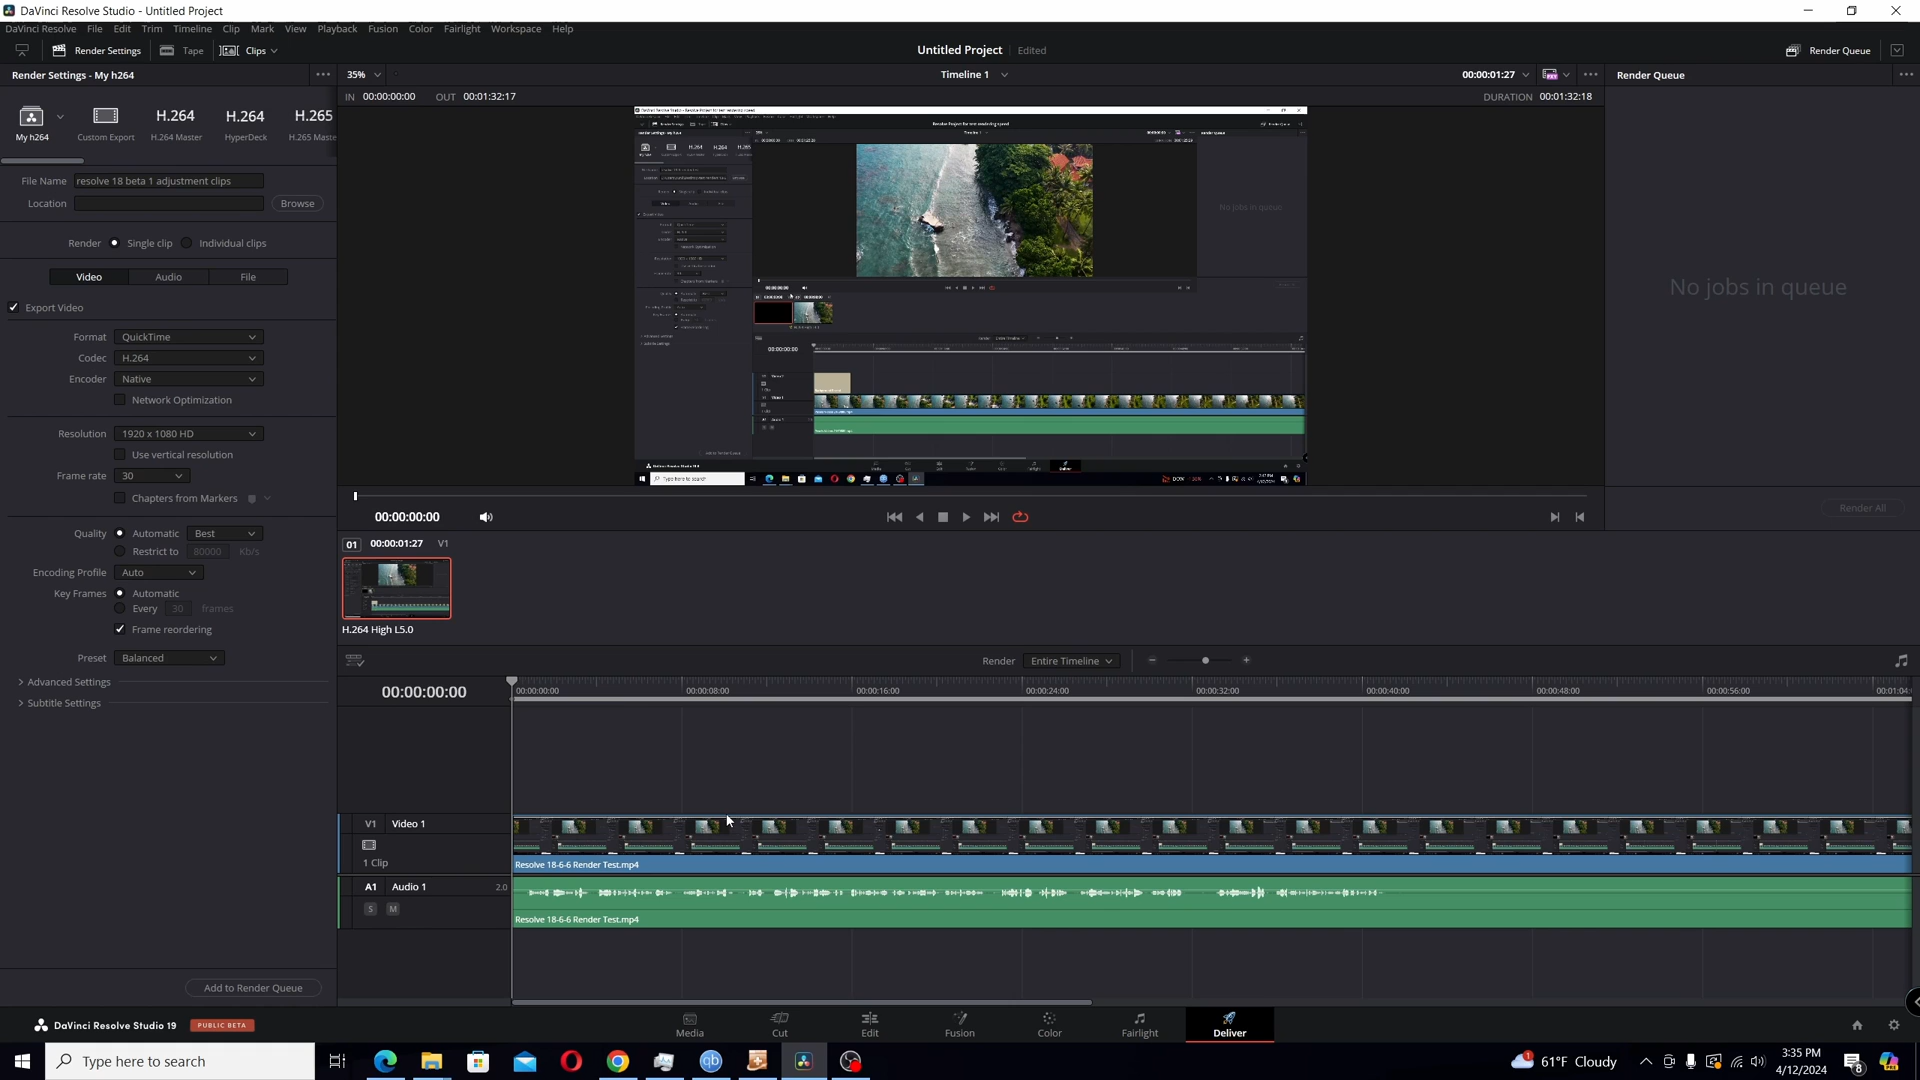 DaVinci Resolve Studio - Untitled Project
DaVinci Resolve File Edit Trim Timeline Clip Mark View Playback Fusion Color Fairlight Workspace Help
Render Settings Tape Clips Untitled Project Edited Render Queue
Render Settings - My h264 35% Timeline 1 00:00:01:27 Render Queue
IN 00:00:00:00 OUT 00:01:32:17 DURATION 00:01:32:18
H.264 H.264 H.265
My h264 Custom Export H.264 Master HyperDeck H.265 Maste
File Name resolve 18 beta 1 adjustment clips
Location Browse
Render Single clip Individual clips
Video Audio File
Export Video
No jobs in queue
Format QuickTime
Codec H.264
Encoder Native
Network Optimization
Resolution 1920 x 1080 HD
Use vertical resolution
Frame rate 30
Chapters from Markers
Render All
00:00:00:00
Quality Automatic Best
Restrict to 80000 Kb/s
01 00:00:01:27 V1
Encoding Profile Auto
Key Frames Automatic
Every 30 frames
Frame reordering
H.264 High L5.0
Preset Balanced
Render Entire Timeline
Advanced Settings
Subtitle Settings
00:00:00:00 00:00:00:00 00:00:08:00 00:00:16:00 00:00:24:00 00:00:32:00 00:00:40:00 00:00:48:00 00:00:56:00 00:01:04:
V1 Video 1
1 Clip
Resolve 18-6-6 Render Test.mp4
A1 Audio 1 2.0
S M
Resolve 18-6-6 Render Test.mp4
Add to Render Queue
DaVinci Resolve Studio 19 PUBLIC BETA
Media Cut Edit Fusion Color Fairlight Deliver
Type here to search
61°F Cloudy
3:35 PM
4/12/2024
8